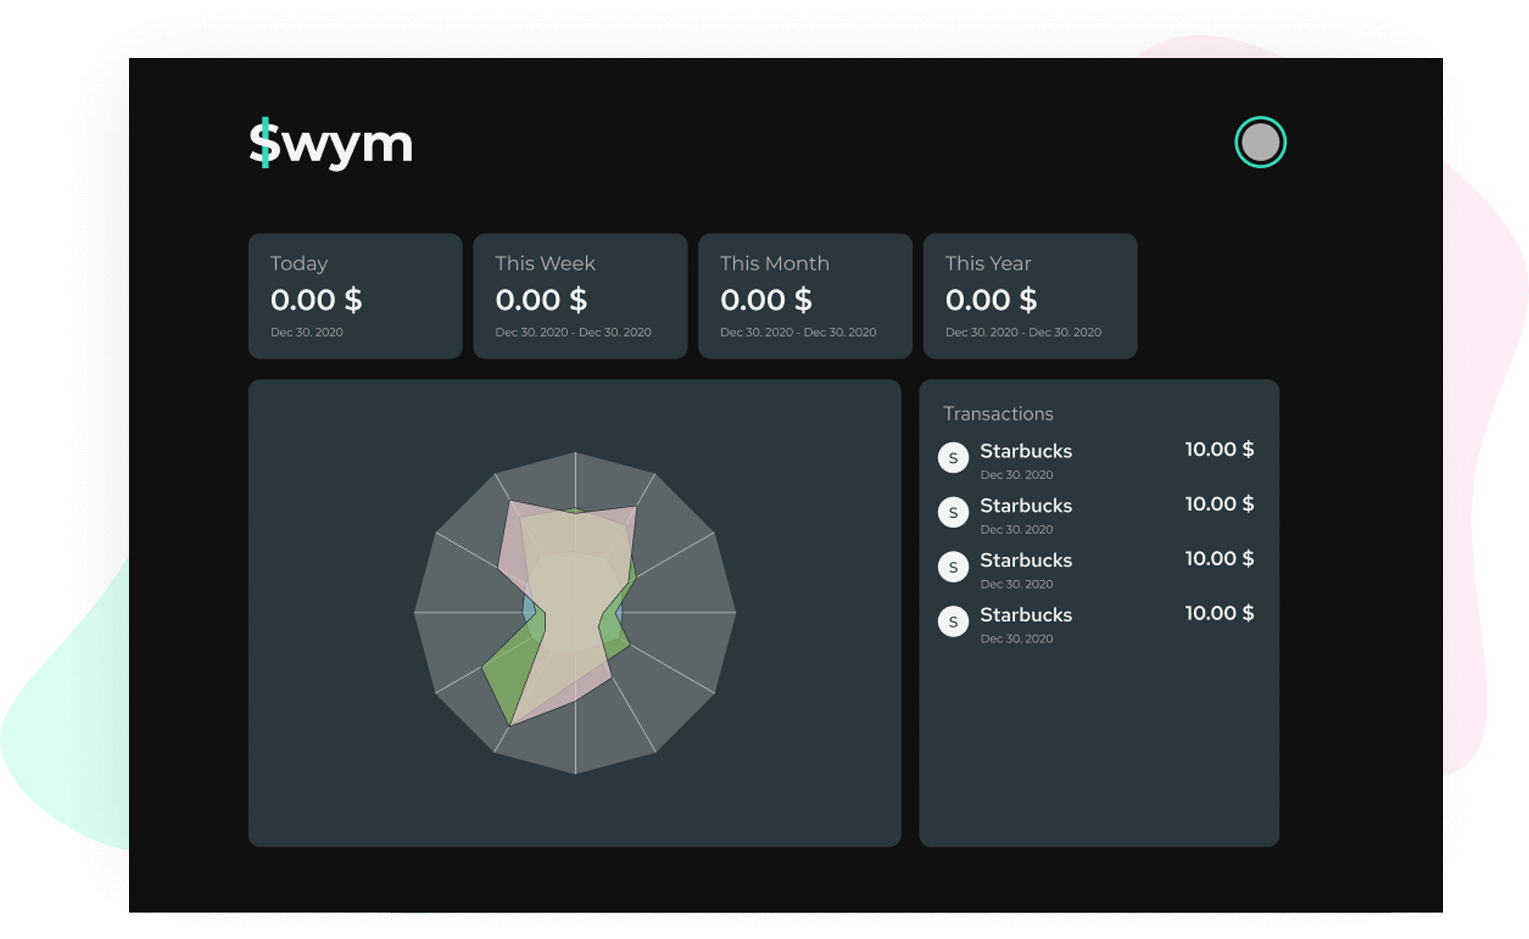 $wym
Today
0.00 $
Dec 30. 2020
This Week
0.00 $
Dec 30. 2020 - Dec 30. 2020
This Month
0.00 $
Dec 30. 2020 - Dec 30. 2020
This Year
0.00 $
Dec 30. 2020 - Dec 30. 2020
Transactions
S Starbucks 10.00 $
Dec 30. 2020
S Starbucks 10.00 $
Dec 30. 2020
S Starbucks 10.00 $
Dec 30. 2020
S Starbucks 10.00 $
Dec 30. 2020